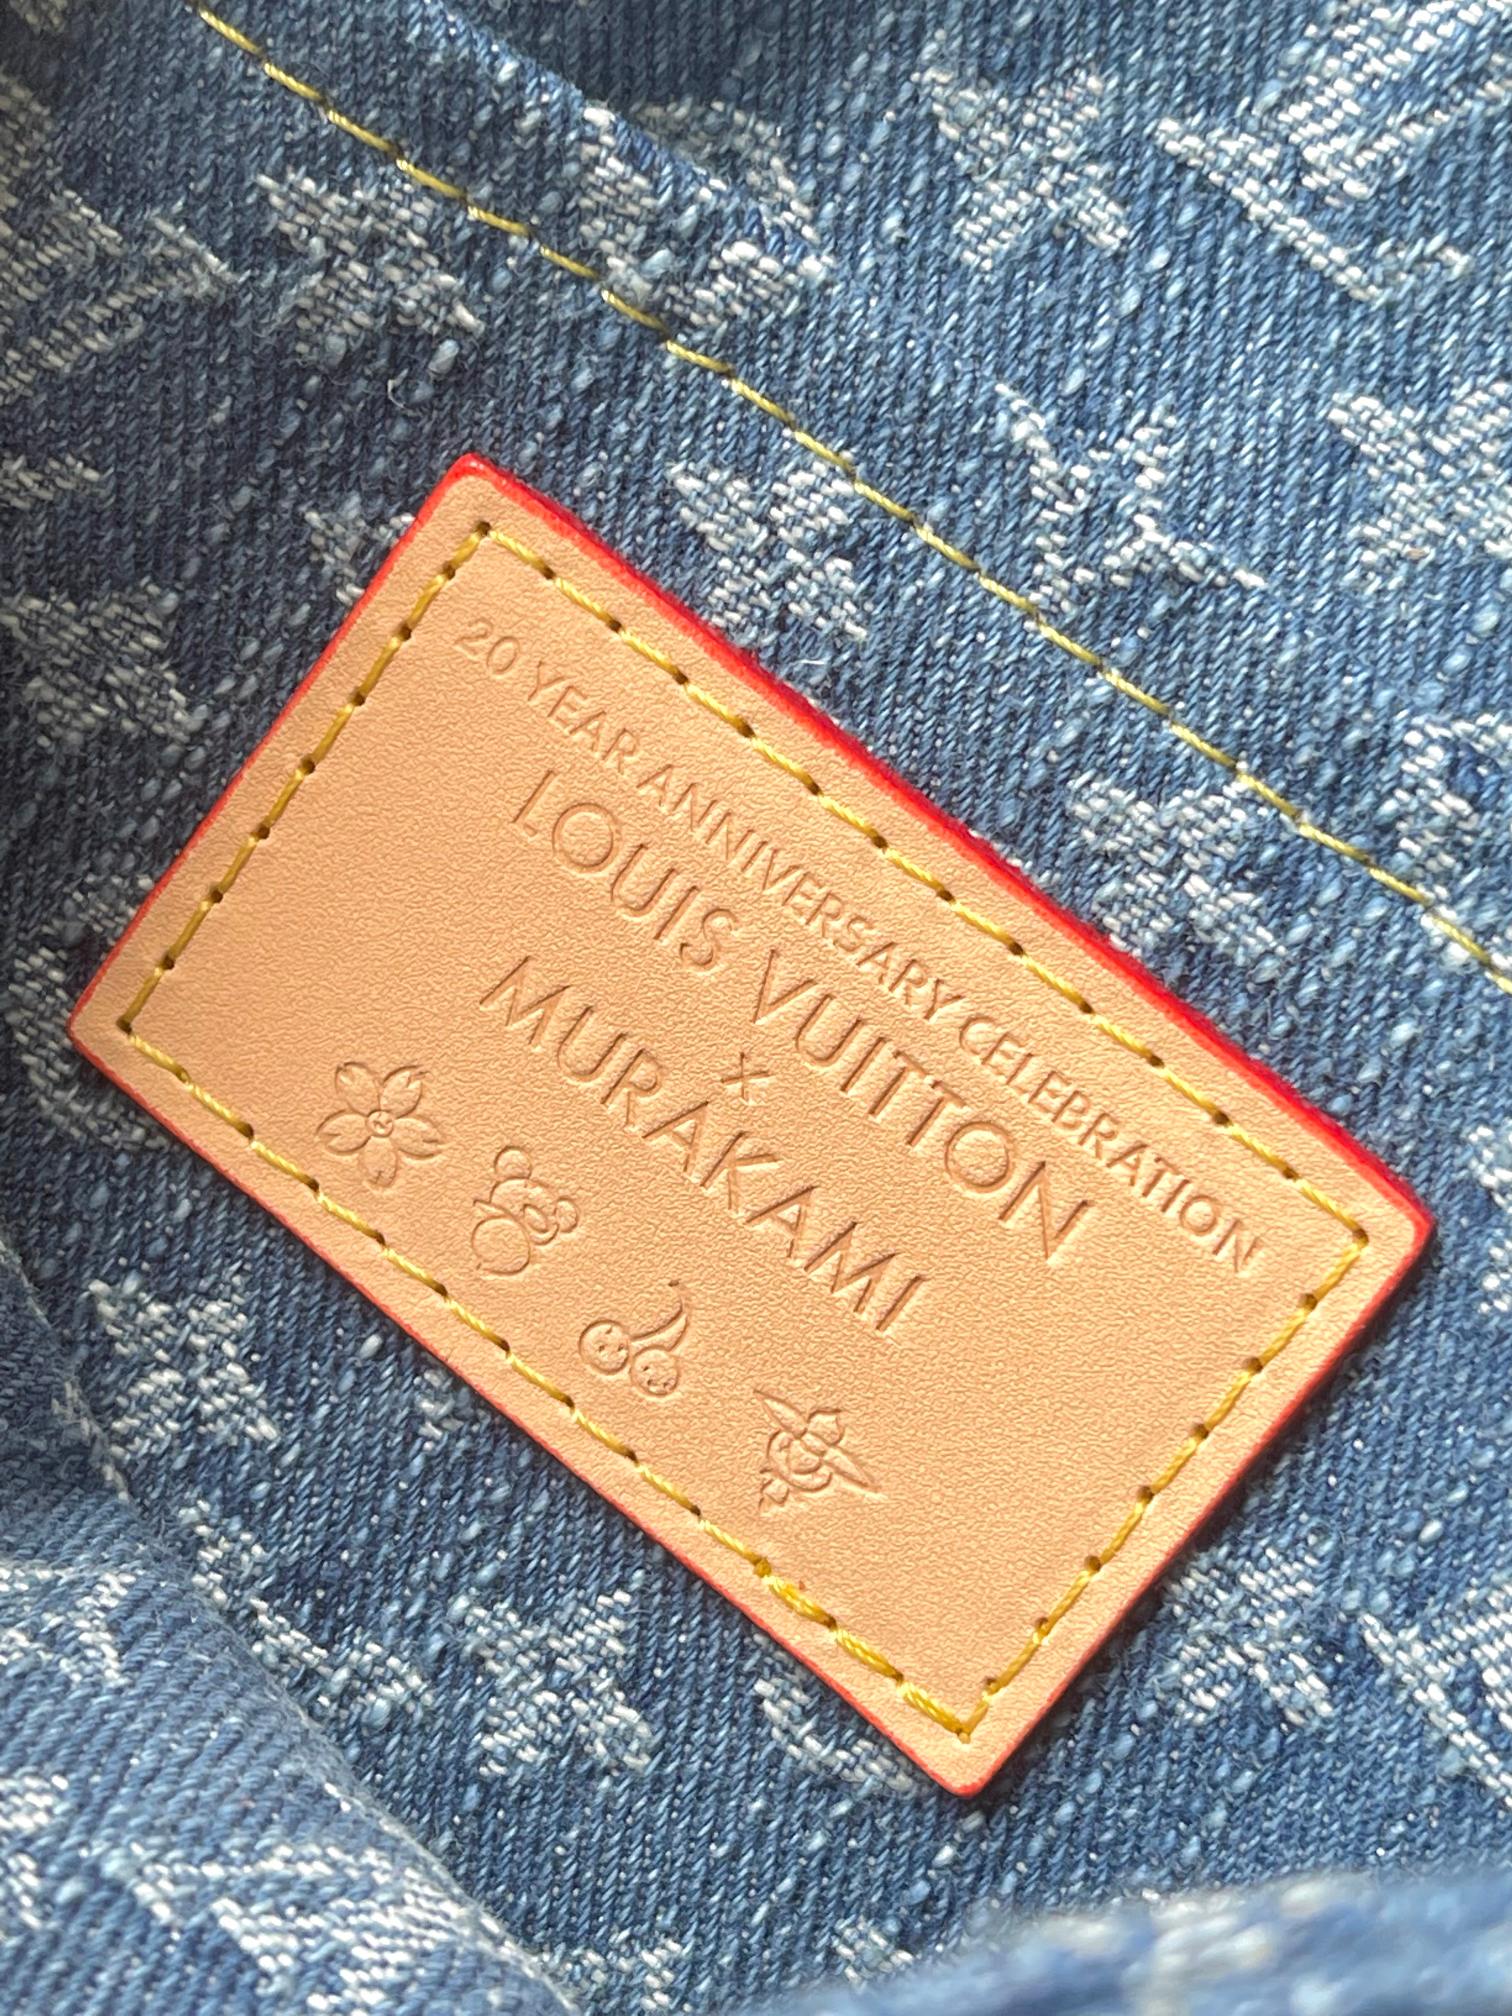 20 YEAR ANNIVERSARY CELEBRATION
LOUIS VUITTON
x
MURAKAMI